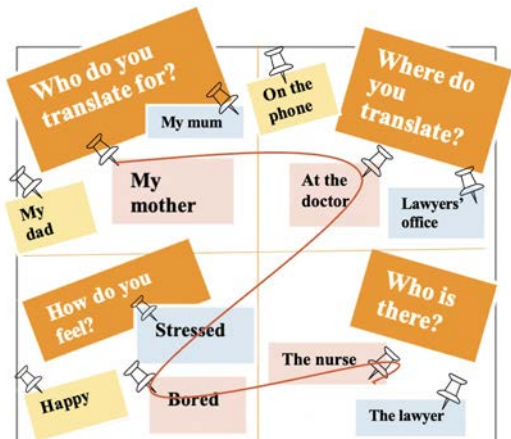 Who do you
translate for?
My mum
On the
phone
Where do
you
translate?
My
dad
My
mother
At the
doctor
Lawyers'
office
How do you
feel?
Stressed
Happy
Bored
Who is
there?
The nurse
The lawyer